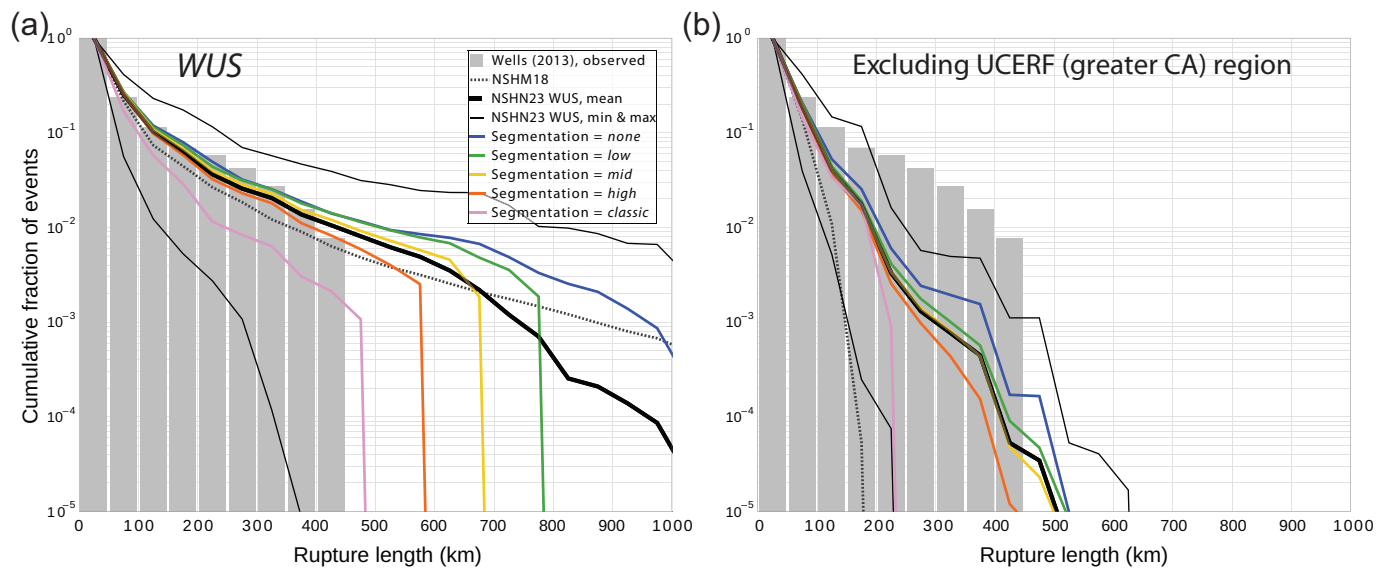 (a)
WUS
Wells (2013), observed
NSHM18
NSHN23 WUS, mean
NSHN23 WUS, min & max
Segmentation = none
Segmentation = low
Segmentation = mid
Segmentation = high
Segmentation = classic
Cumulative fraction of events
10⁰
10⁻¹
10⁻²
10⁻³
10⁻⁴
10⁻⁵
0 100 200 300 400 500 600 700 800 900 1000
Rupture length (km)
(b)
Excluding UCERF (greater CA) region
10⁰
10⁻¹
10⁻²
10⁻³
10⁻⁴
10⁻⁵
0 100 200 300 400 500 600 700 800 900 1000
Rupture length (km)